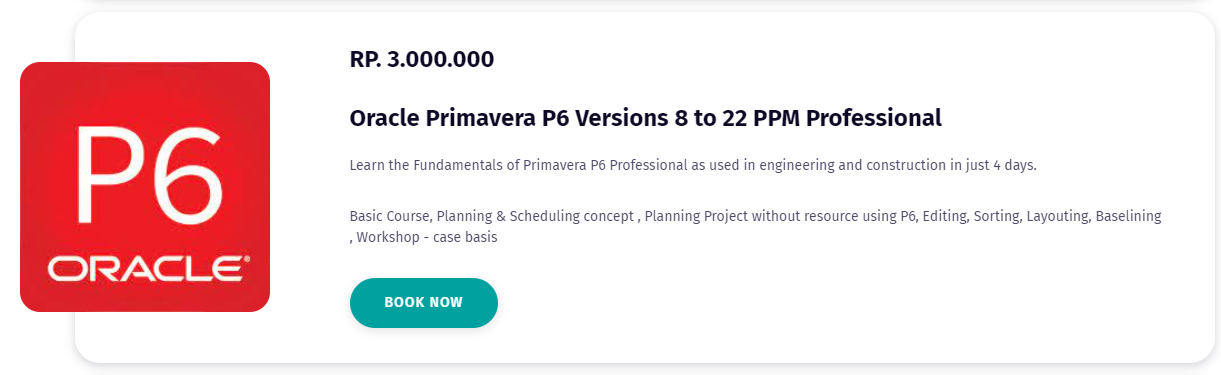 P6
ORACLE®
RP. 3.000.000
Oracle Primavera P6 Versions 8 to 22 PPM Professional
Learn the Fundamentals of Primavera P6 Professional as used in engineering and construction in just 4 days.
Basic Course, Planning & Scheduling concept , Planning Project without resource using P6, Editing, Sorting, Layouting, Baselining
, Workshop - case basis
BOOK NOW